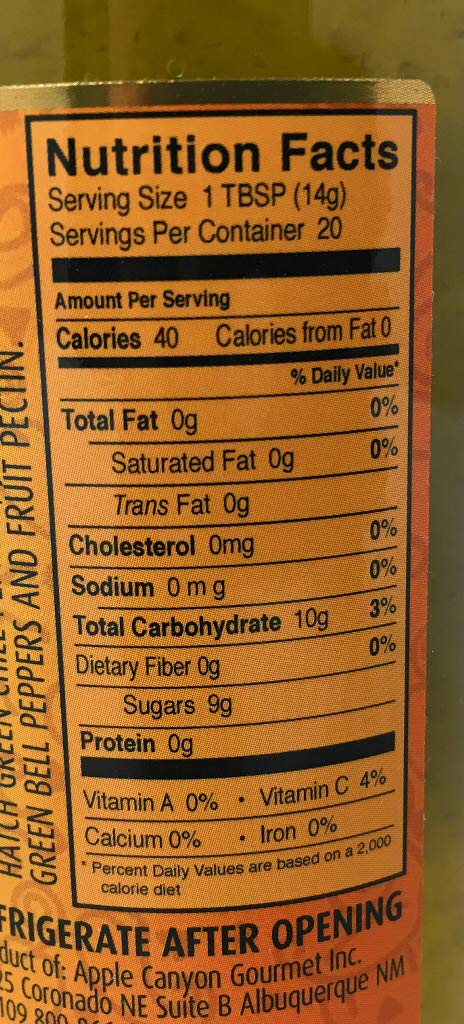 Nutrition Facts
Serving Size 1 TBSP (14g)
Servings Per Container 20
Amount Per Serving
Calories 40 Calories from Fat 0
% Daily Value*
Total Fat 0g 0%
Saturated Fat 0g 0%
Trans Fat 0g
Cholesterol 0mg 0%
Sodium 0 m g 0%
Total Carbohydrate 10g 3%
Dietary Fiber 0g 0%
Sugars 9g
Protein 0g
Vitamin A 0% • Vitamin C 4%
Calcium 0% • Iron 0%
* Percent Daily Values are based on a 2,000
calorie diet
HATCH GREEN
GREEN BELL PEPPERS AND FRUIT PECTIN.
FRIGERATE AFTER OPENING
duct of: Apple Canyon Gourmet Inc.
25 Coronado NE Suite B Albuquerque NM
109 800